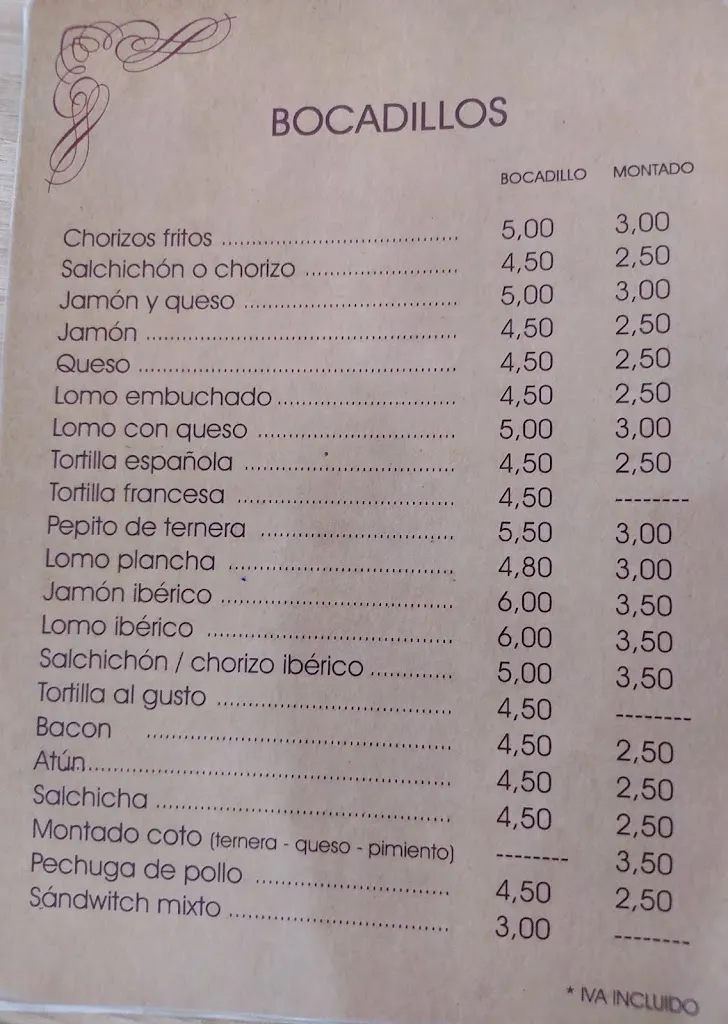 BOCADILLOS
BOCADILLO MONTADO
Chorizos fritos ........................................ 5,00 3,00
Salchichón o chorizo .......................... 4,50 2,50
Jamón y queso .................................... 5,00 3,00
Jamón .................................................... 4,50 2,50
Queso ..................................................... 4,50 2,50
Lomo embuchado.............................. 4,50 2,50
Lomo con queso ................................. 5,00 3,00
Tortilla española ................................... 4,50 2,50
Tortilla francesa .................................... 4,50 --------
Pepito de ternera ................................ 5,50 3,00
Lomo plancha ..................................... 4,80 3,00
Jamón ibérico ...................................... 6,00 3,50
Lomo ibérico ........................................ 6,00 3,50
Salchichón / chorizo ibérico ............. 5,00 3,50
Tortilla al gusto ...................................... 4,50 --------
Bacon ................................................. 4,50 2,50
Atún.......................................................... 4,50 2,50
Salchicha ............................................... 4,50 2,50
Montado coto (ternera - queso - pimiento) -------- 3,50
Pechuga de pollo ............................... 4,50 2,50
Sándwitch mixto ................................... 3,00 --------
* IVA INCLUIDO